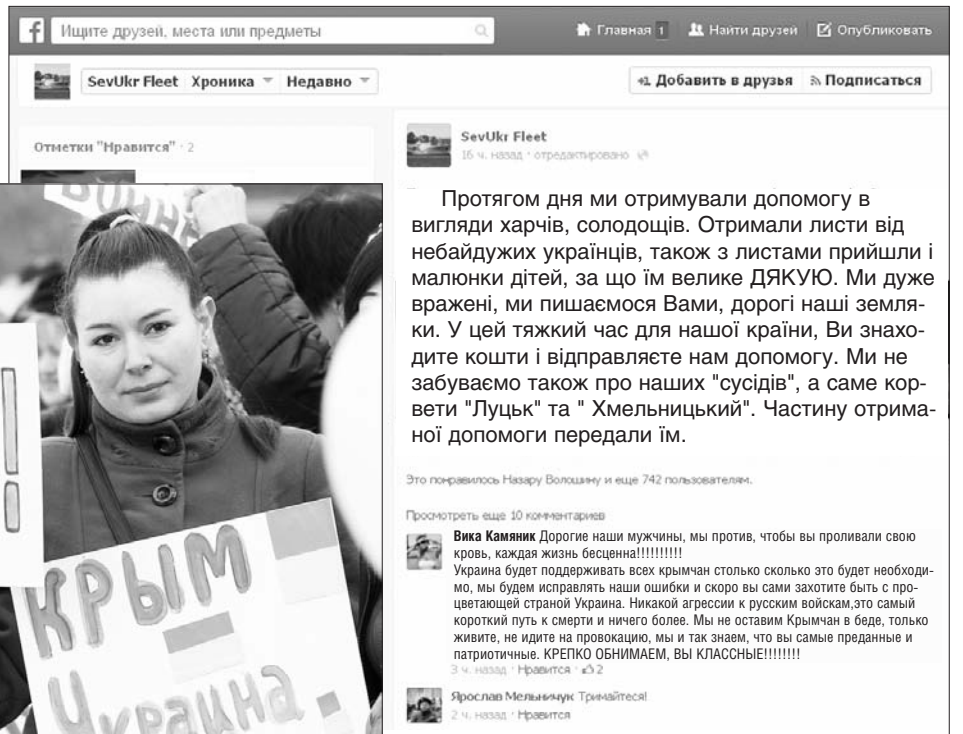 f Ищите друзей, места или предметы Главная 1 Найти друзей Опубликовать
SevUkr Fleet Хроника Недавно +1 Добавить в друзья Подписаться
Отметки "Нравится" · 2
SevUkr Fleet
16 ч. назад · отредактировано
Протягом дня ми отримували допомогу в
вигляди харчів, солодощів. Отримали листи від
небайдужих українців, також з листами прийшли і
малюнки дітей, за що їм велике ДЯКУЮ. Ми дуже
вражені, ми пишаємося Вами, дорогі наші земля-
ки. У цей тяжкий час для нашої країни, Ви знахо-
дите кошти і відправляєте нам допомогу. Ми не
забуваємо також про наших "сусідів", а саме кор-
вети "Луцьк" та " Хмельницький". Частину отрима-
ної допомоги передали їм.
Это понравилось Назару Волошину и еще 742 пользователям.
Просмотреть еще 10 комментариев
Вика Камяник Дорогие наши мужчины, мы против, чтобы вы проливали свою
кровь, каждая жизнь бесценна!!!!!!!!!!
Украина будет поддерживать всех крымчан столько сколько это будет необходи-
мо, мы будем исправлять наши ошибки и скоро вы сами захотите быть с про-
цветающей страной Украина. Никакой агрессии к русским войскам,это самый
короткий путь к смерти и ничего более. Мы не оставим Крымчан в беде, только
живите, не идите на провокацию, мы и так знаем, что вы самые преданные и
патриотичные. КРЕПКО ОБНИМАЕМ, ВЫ КЛАССНЫЕ!!!!!!!!
3 ч. назад · Нравится · 2
Ярослав Мельничук Тримайтеся!
2 ч. назад · Нравится
!
КРЫМ
Украина.